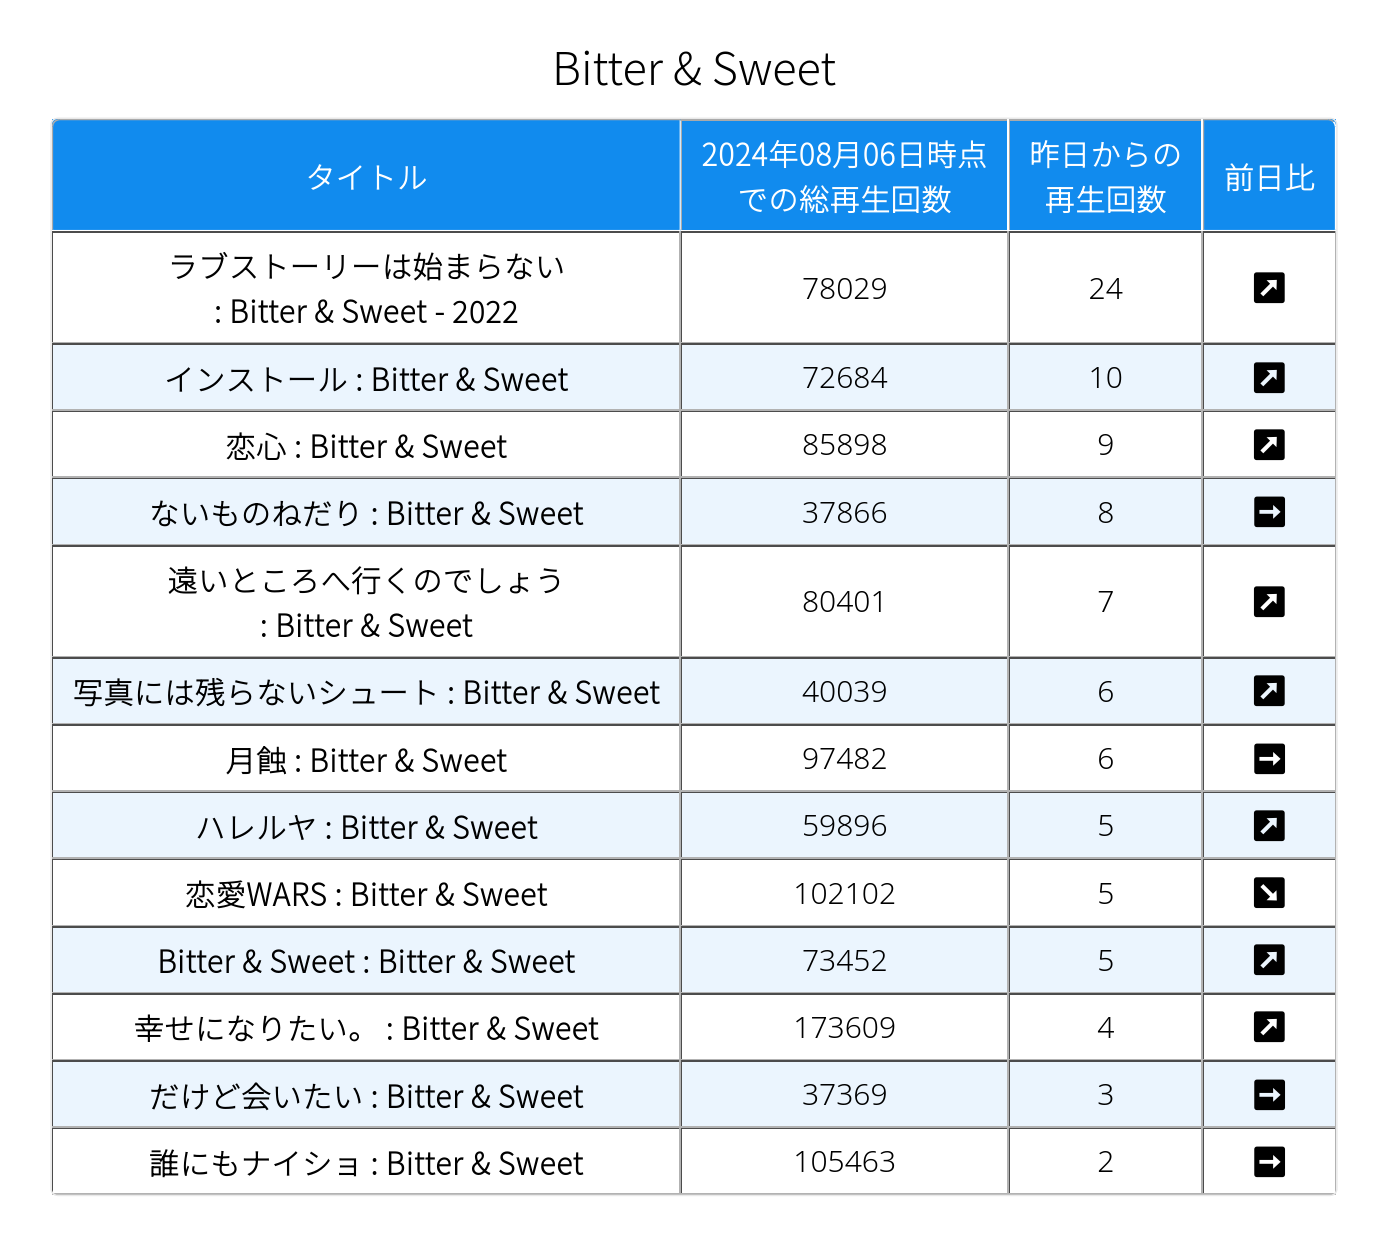 Bitter & Sweet
タイトル
2024年08月06日時点
での総再生回数
昨日からの
再生回数
前日比
ラブストーリーは始まらない
: Bitter & Sweet - 2022
78029
24
インストール : Bitter & Sweet
72684
10
恋心 : Bitter & Sweet
85898
9
ないものねだり : Bitter & Sweet
37866
8
遠いところへ行くのでしょう
: Bitter & Sweet
80401
7
写真には残らないシュート : Bitter & Sweet
40039
6
月蝕 : Bitter & Sweet
97482
6
ハレルヤ : Bitter & Sweet
59896
5
恋愛WARS : Bitter & Sweet
102102
5
Bitter & Sweet : Bitter & Sweet
73452
5
幸せになりたい。 : Bitter & Sweet
173609
4
だけど会いたい : Bitter & Sweet
37369
3
誰にもナイショ : Bitter & Sweet
105463
2